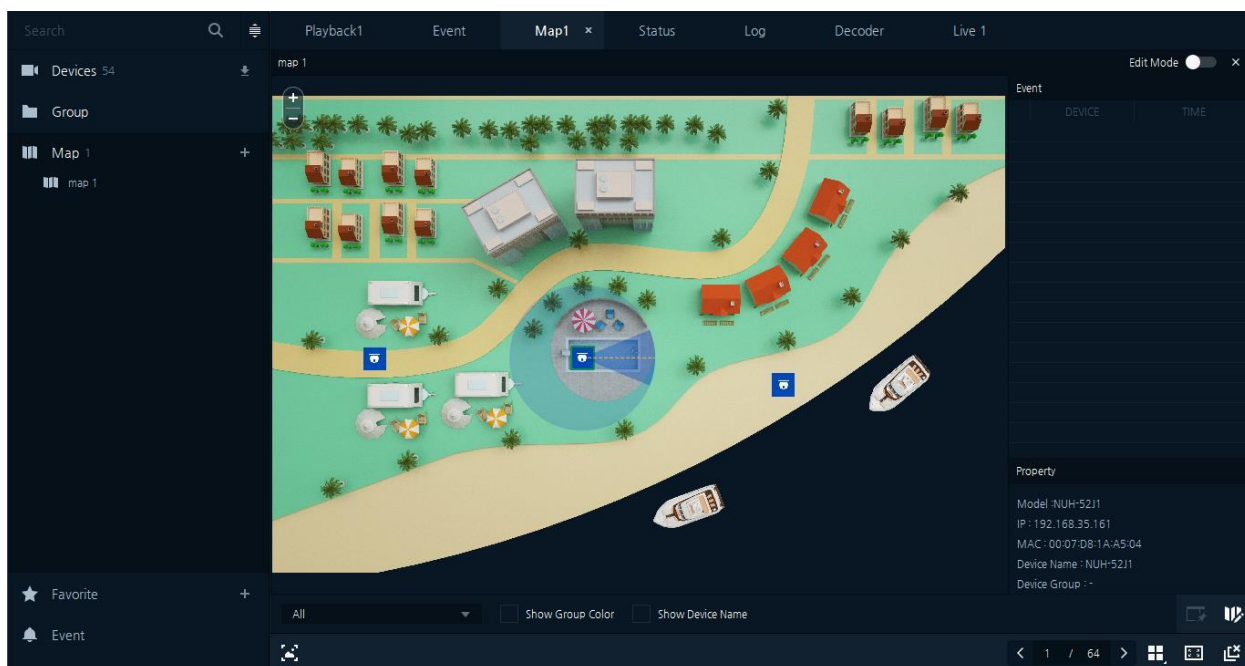 Search
Playback1 Event Map1 × Status Log Decoder Live 1
Devices 54
Group
Map 1 +
map 1
Favorite +
Event
map 1
Edit Mode ×
+
−
Event
DEVICE TIME
Property
Model :NUH-52J1
IP : 192.168.35.161
MAC : 00:07:D8:1A:A5:04
Device Name : NUH-52J1
Device Group : -
All Show Group Color Show Device Name
< 1 / 64 >